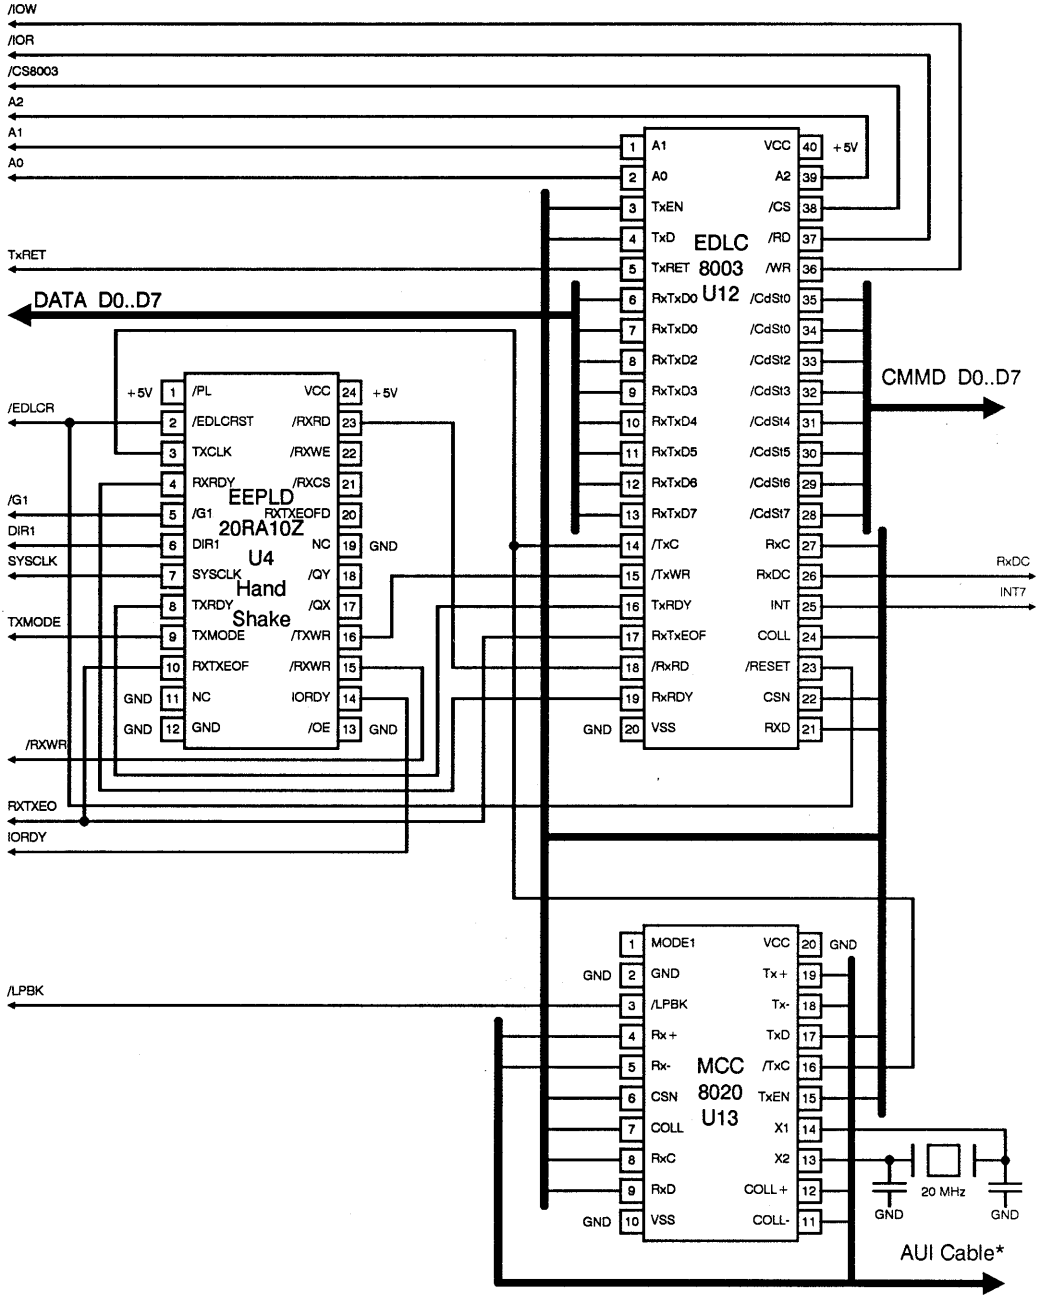 /IOW
/IOR
/CS8003
A2
A1
A0
TxRET
DATA D0..D7
1 A1 VCC 40 +5V
2 A0 A2 39
3 TxEN /CS 38
4 TxD /RD 37
5 TxRET /WR 36
6 RxTxD0 /CdSt0 35
7 RxTxD0 /CdSt0 34
8 RxTxD2 /CdSt2 33
9 RxTxD3 /CdSt3 32
10 RxTxD4 /CdSt4 31
11 RxTxD5 /CdSt5 30
12 RxTxD6 /CdSt6 29
13 RxTxD7 /CdSt7 28
14 /TxC RxC 27
15 /TxWR RxDC 26
16 TxRDY INT 25
17 RxTxEOF COLL 24
18 /RxRD /RESET 23
19 RxRDY CSN 22
GND 20 VSS RXD 21
EDLC
8003
U12
CMMD D0..D7
RxDC
INT7
/EDLCR
/G1
DIR1
SYSCLK
TXMODE
/RXWR
RXTXEO
IORDY
+5V 1 /PL VCC 24 +5V
2 /EDLCRST /RXRD 23
3 TXCLK /RXWE 22
4 RXRDY /RXCS 21
5 /G1 RXTXEOFD 20
6 DIR1 NC 19 GND
7 SYSCLK /QY 18
8 TXRDY /QX 17
9 TXMODE /TXWR 16
10 RXTXEOF /RXWR 15
GND 11 NC IORDY 14
GND 12 GND /OE 13 GND
EEPLD
20RA10Z
U4
Hand
Shake
/LPBK
1 MODE1 VCC 20 GND
GND 2 GND Tx+ 19
3 /LPBK Tx- 18
4 Rx+ TxD 17
5 Rx- /TxC 16
6 CSN TxEN 15
7 COLL X1 14
8 RxC X2 13
9 RxD COLL+ 12
GND 10 VSS COLL- 11
MCC
8020
U13
20 MHz
GND
GND
AUI Cable*